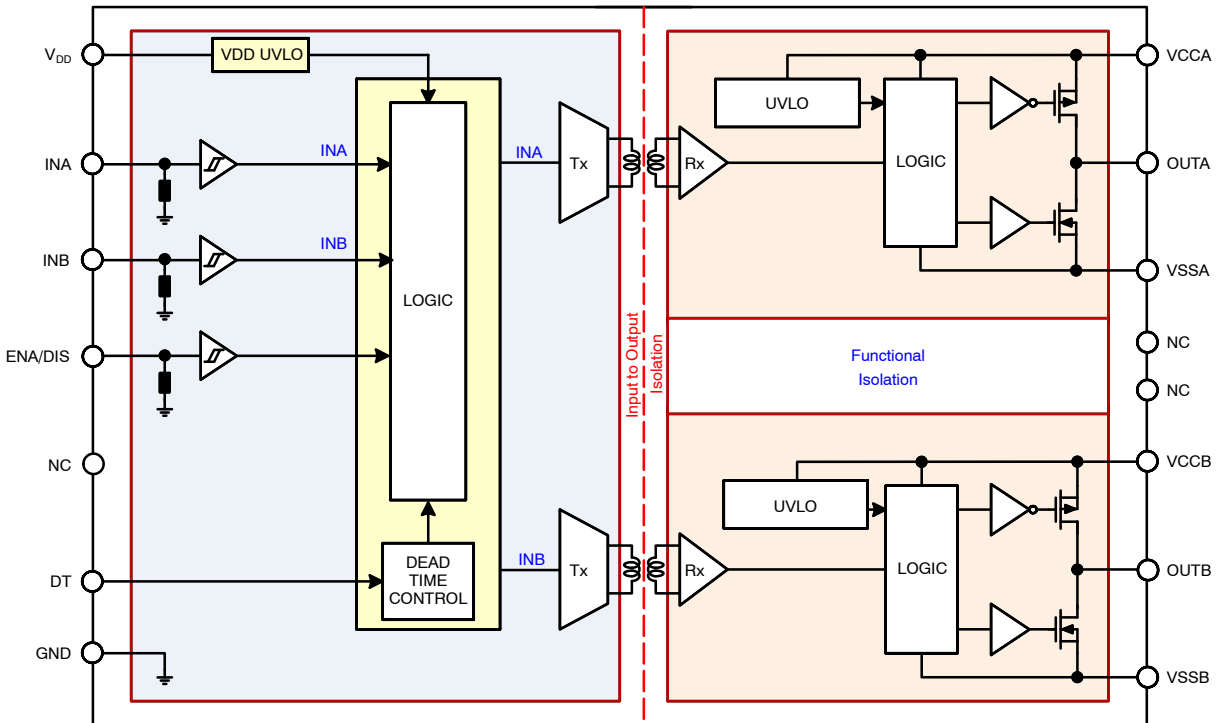 VDD
VDD UVLO
INA
INA
INB
INB
ENA/DIS
LOGIC
NC
DT
DEAD
TIME
CONTROL
GND
INA
Tx
INB
Tx
Input to Output
Isolation
UVLO
LOGIC
Rx
VCCA
OUTA
VSSA
Functional
Isolation
NC
NC
UVLO
LOGIC
Rx
VCCB
OUTB
VSSB